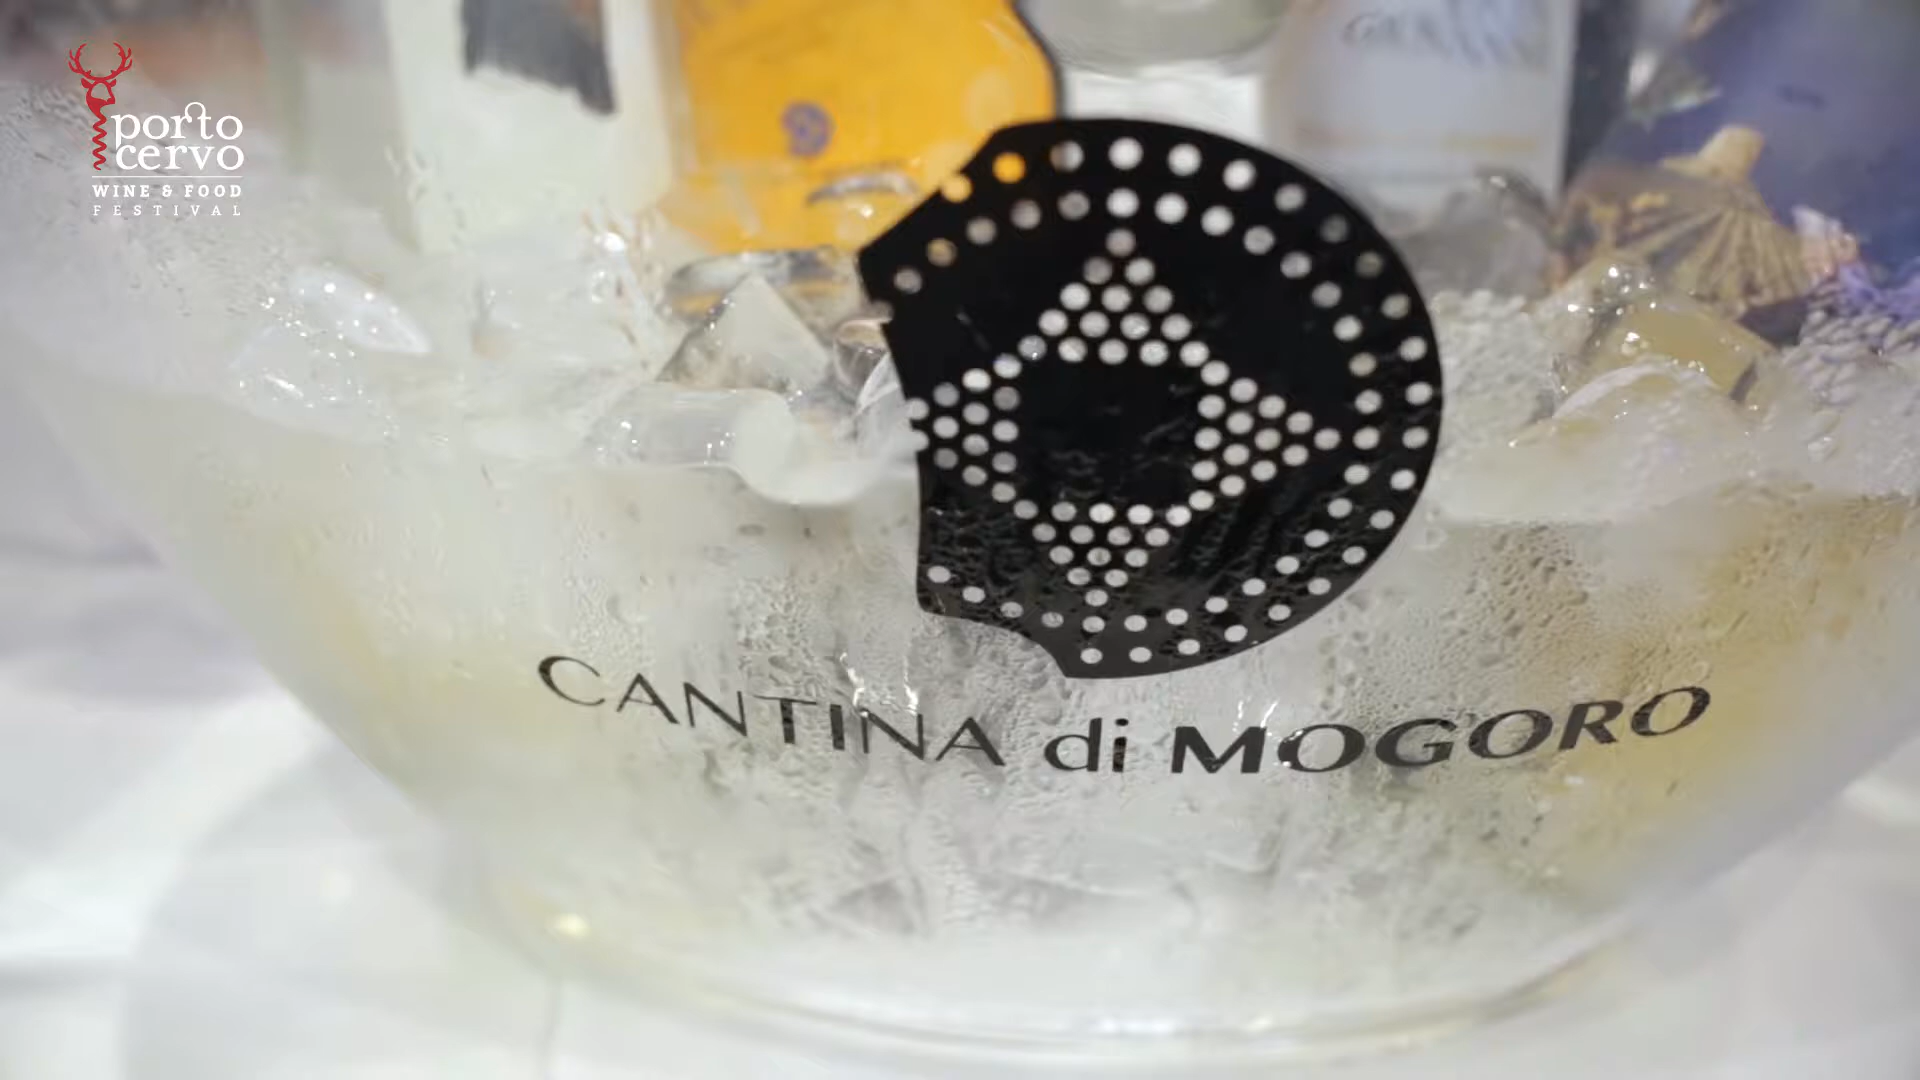 porto
cervo
WINE & FOOD
FESTIVAL
CANTINA di MOGORO